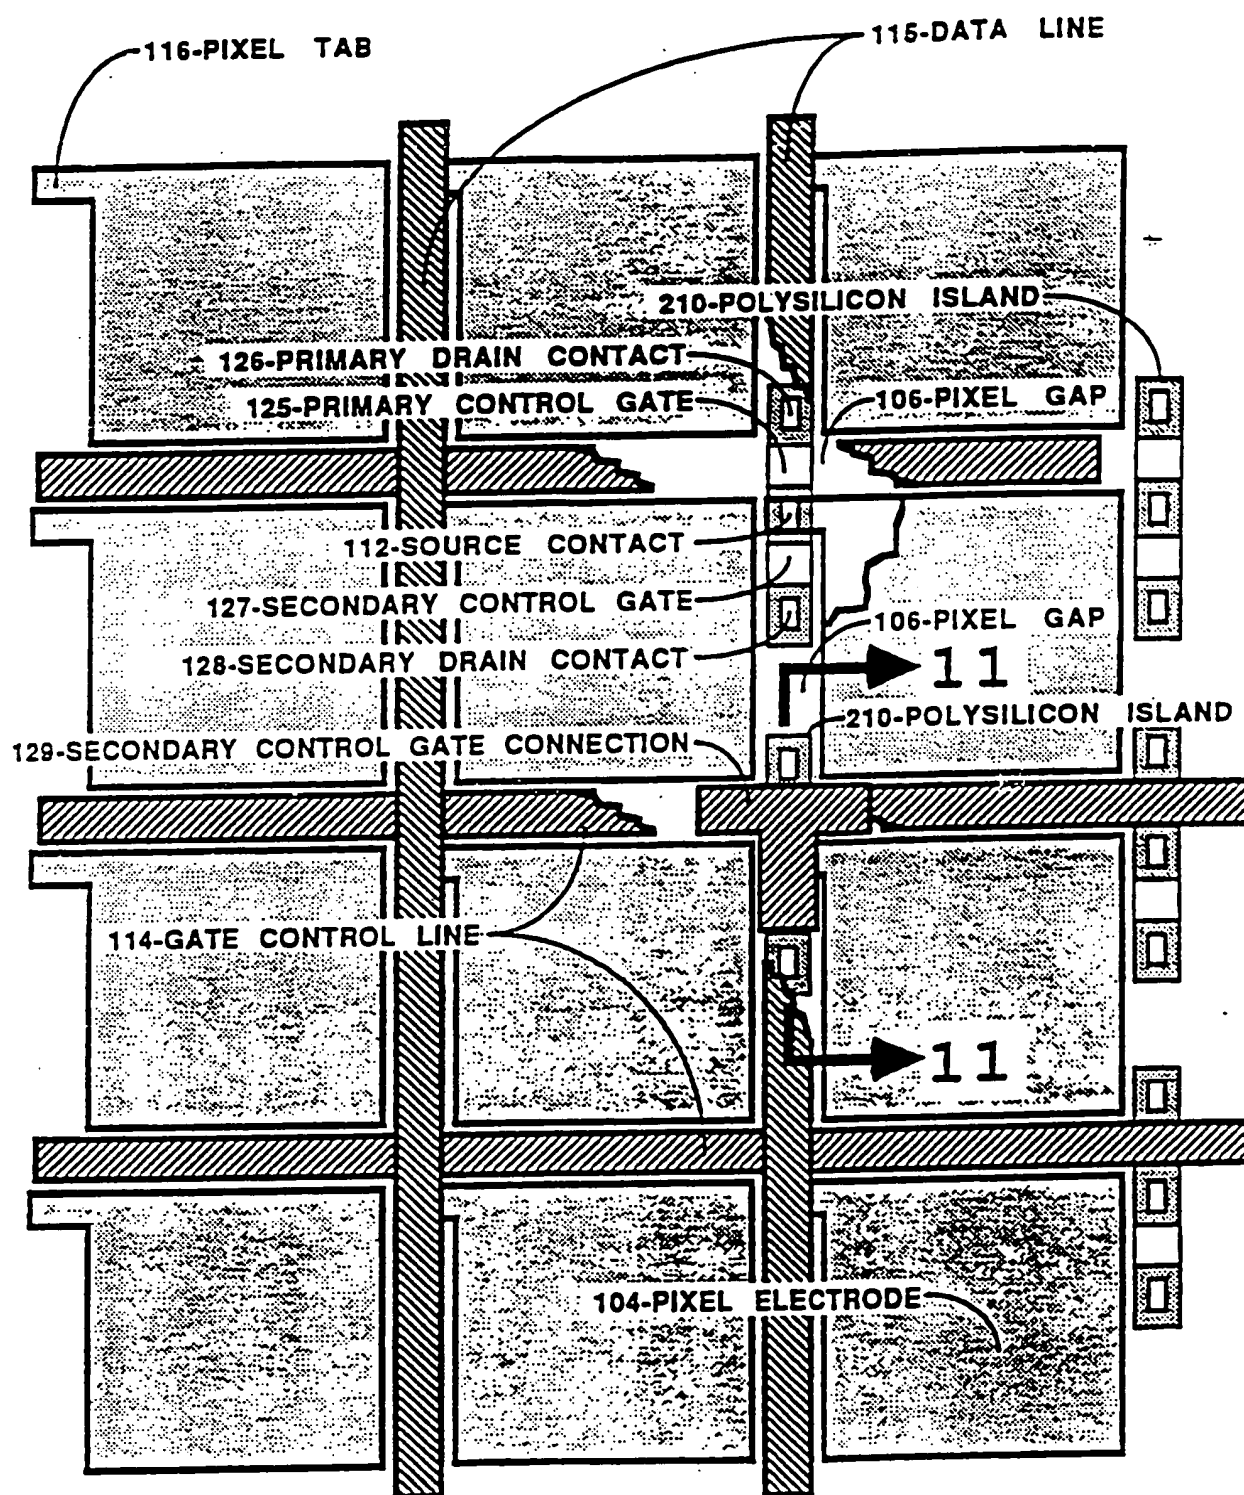 116-PIXEL TAB
115-DATA LINE
210-POLYSILICON ISLAND
126-PRIMARY DRAIN CONTACT
125-PRIMARY CONTROL GATE
106-PIXEL GAP
112-SOURCE CONTACT
127-SECONDARY CONTROL GATE
106-PIXEL GAP
128-SECONDARY DRAIN CONTACT
11
210-POLYSILICON ISLAND
129-SECONDARY CONTROL GATE CONNECTION
114-GATE CONTROL LINE
11
104-PIXEL ELECTRODE